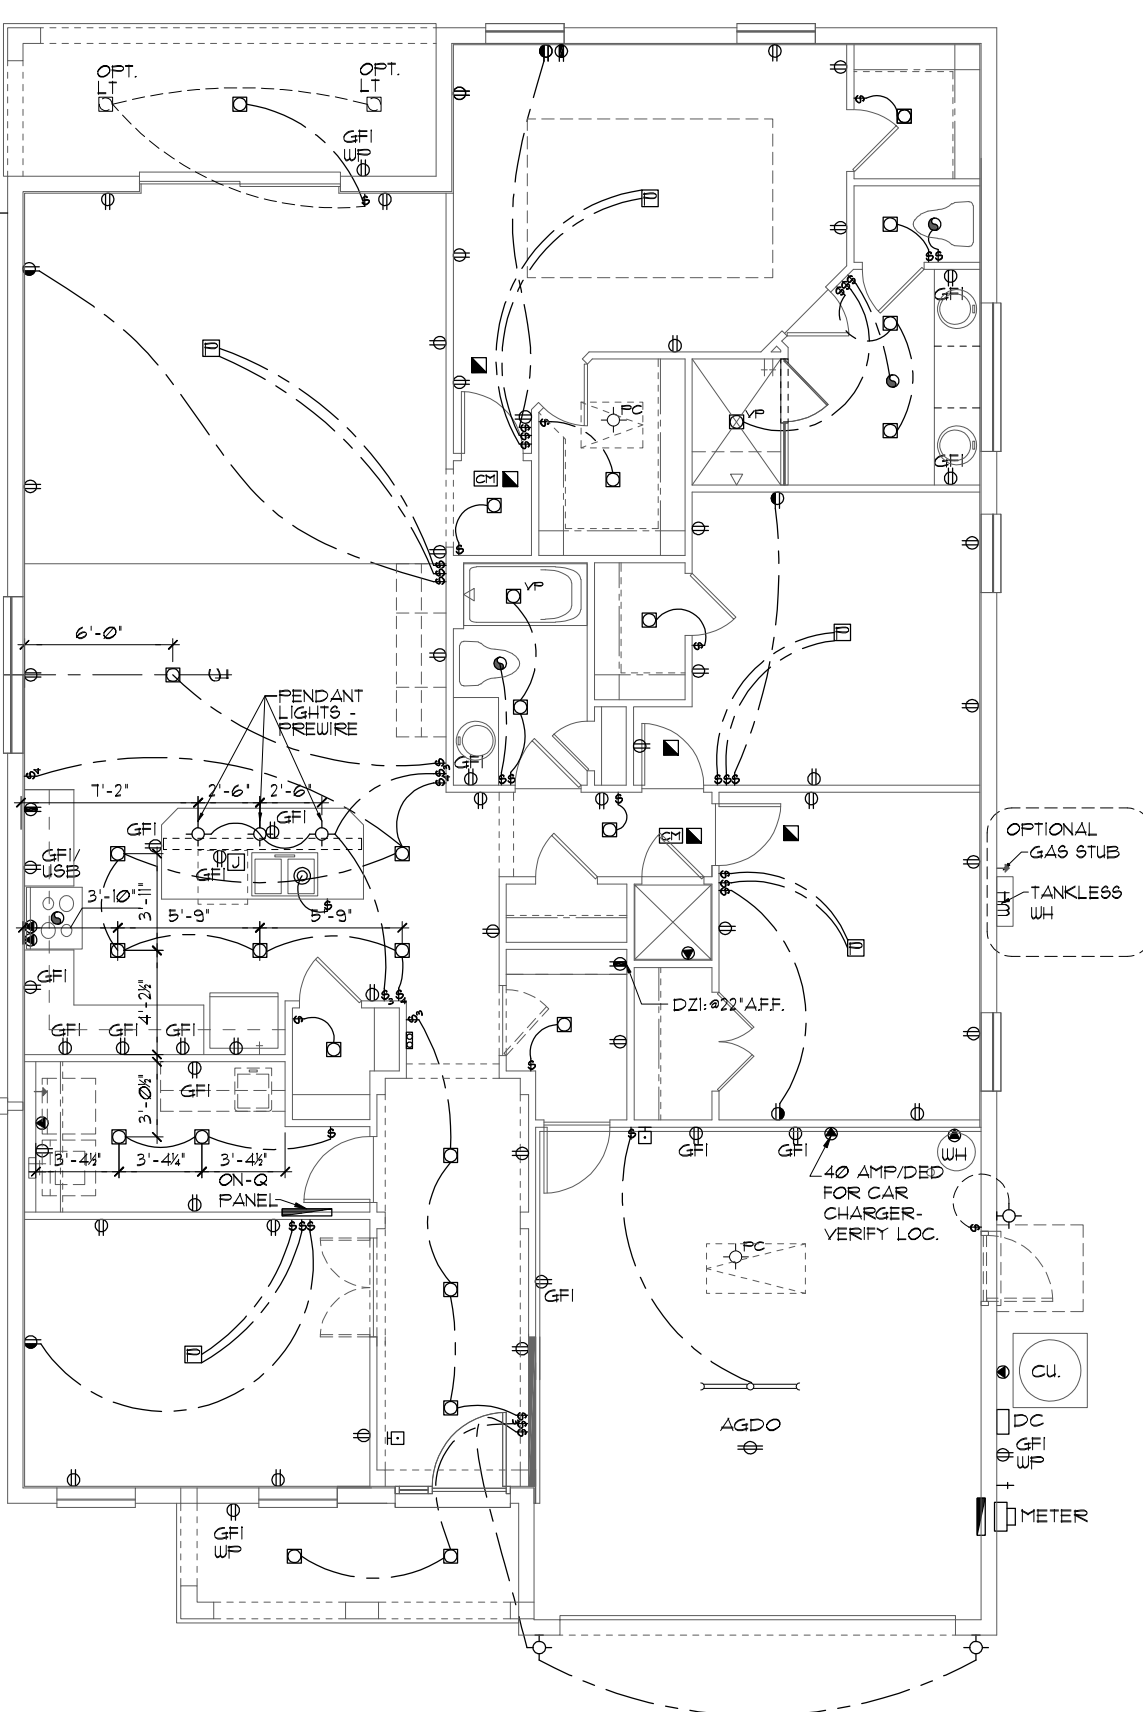 OPT.
LT
OPT.
LT
GFI
WP
GFI
PC
VP
GFI
CM
VP
6'-0"
PENDANT
LIGHTS -
PREWIRE
GFI
7'-2"
2'-6"
2'-6"
GFI
GFI
GFI/
USB
GFI
J
3'-10"
3'-11"
5'-9"
5'-9"
CM
OPTIONAL
GAS STUB
TANKLESS
WH
GFI
4'-2½"
DZ1:@22"A.F.F.
GFI
GFI
GFI
GFI
3'-0½"
3'-4½"
3'-4¼"
3'-4½"
ON-Q
PANEL
GFI
GFI
WH
40 AMP/DED
FOR CAR
CHARGER-
VERIFY LOC.
PC
GFI
CU.
AGDO
DC
GFI
WP
METER
GFI
WP